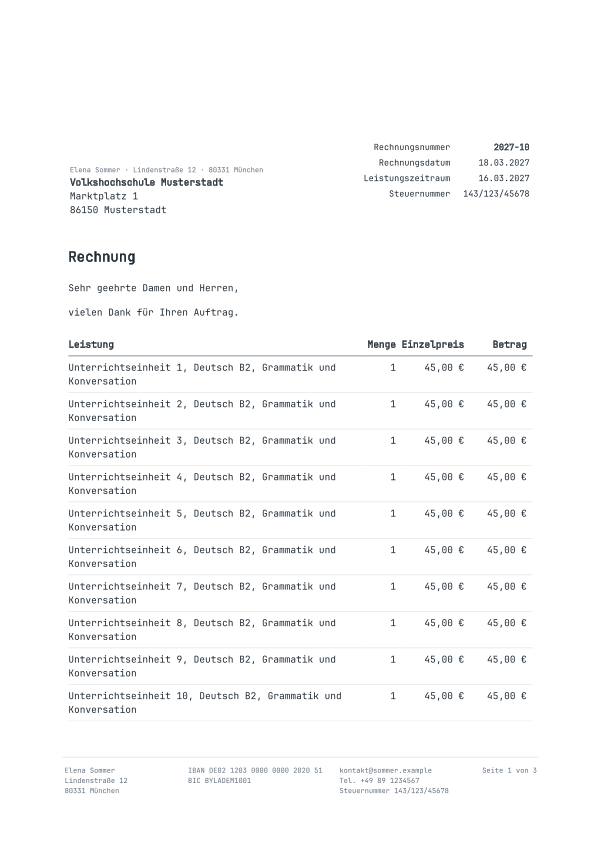 Rechnungsnummer 2027-10
Rechnungsdatum 18.03.2027
Leistungszeitraum 16.03.2027
Steuernummer 143/123/45678
Elena Sommer · Lindenstraße 12 · 80331 München
Volkshochschule Musterstadt
Marktplatz 1
86150 Musterstadt
Rechnung
Sehr geehrte Damen und Herren,
vielen Dank für Ihren Auftrag.
Leistung Menge Einzelpreis Betrag
Unterrichtseinheit 1, Deutsch B2, Grammatik und 1 45,00 € 45,00 €
Konversation
Unterrichtseinheit 2, Deutsch B2, Grammatik und 1 45,00 € 45,00 €
Konversation
Unterrichtseinheit 3, Deutsch B2, Grammatik und 1 45,00 € 45,00 €
Konversation
Unterrichtseinheit 4, Deutsch B2, Grammatik und 1 45,00 € 45,00 €
Konversation
Unterrichtseinheit 5, Deutsch B2, Grammatik und 1 45,00 € 45,00 €
Konversation
Unterrichtseinheit 6, Deutsch B2, Grammatik und 1 45,00 € 45,00 €
Konversation
Unterrichtseinheit 7, Deutsch B2, Grammatik und 1 45,00 € 45,00 €
Konversation
Unterrichtseinheit 8, Deutsch B2, Grammatik und 1 45,00 € 45,00 €
Konversation
Unterrichtseinheit 9, Deutsch B2, Grammatik und 1 45,00 € 45,00 €
Konversation
Unterrichtseinheit 10, Deutsch B2, Grammatik und 1 45,00 € 45,00 €
Konversation
Elena Sommer IBAN DE02 1203 0000 0000 2020 51 kontakt@sommer.example Seite 1 von 3
Lindenstraße 12 BIC BYLADEM1001 Tel. +49 89 1234567
80331 München Steuernummer 143/123/45678